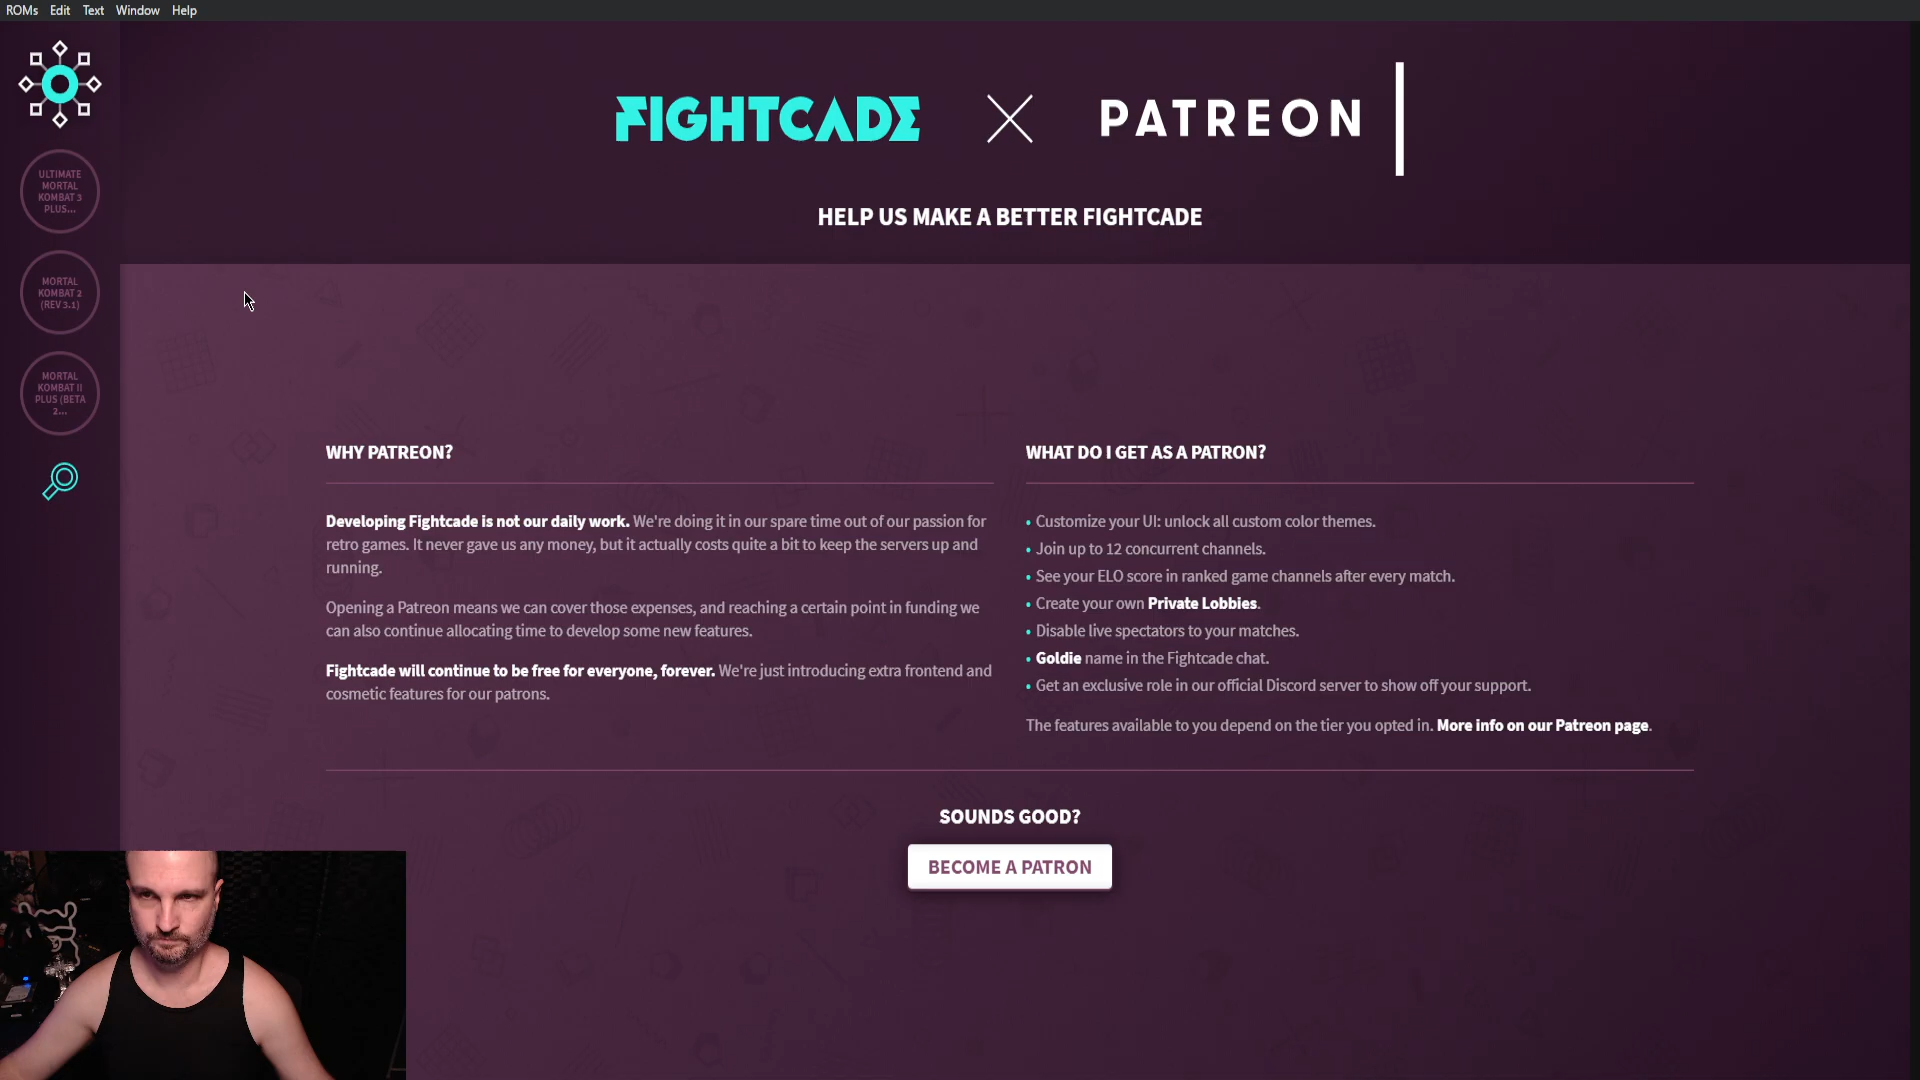 ROMs Edit Text Window Help
FIGHTCADE X PATREON
HELP US MAKE A BETTER FIGHTCADE
ULTIMATE
MORTAL
KOMBAT 3
PLUS...
MORTAL
KOMBAT 2
(REV 3.1)
MORTAL
KOMBAT II
PLUS (BETA
2...
WHY PATREON?
Developing Fightcade is not our daily work. We're doing it in our spare time out of our passion for
retro games. It never gave us any money, but it actually costs quite a bit to keep the servers up and
running.
Opening a Patreon means we can cover those expenses, and reaching a certain point in funding we
can also continue allocating time to develop some new features.
Fightcade will continue to be free for everyone, forever. We're just introducing extra frontend and
cosmetic features for our patrons.
WHAT DO I GET AS A PATRON?
• Customize your UI: unlock all custom color themes.
• Join up to 12 concurrent channels.
• See your ELO score in ranked game channels after every match.
• Create your own Private Lobbies.
• Disable live spectators to your matches.
• Goldie name in the Fightcade chat.
• Get an exclusive role in our official Discord server to show off your support.
The features available to you depend on the tier you opted in. More info on our Patreon page.
SOUNDS GOOD?
BECOME A PATRON